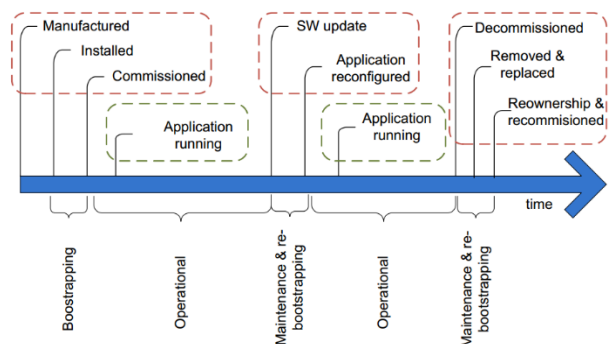 Manufactured
Installed
Commissioned
Application
running
SW update
Application
reconfigured
Application
running
Decommissioned
Removed &
replaced
Reownership &
recommisioned
time
Boostrapping
Operational
Maintenance & re-
bootstrapping
Operational
Maintenance & re-
bootstrapping